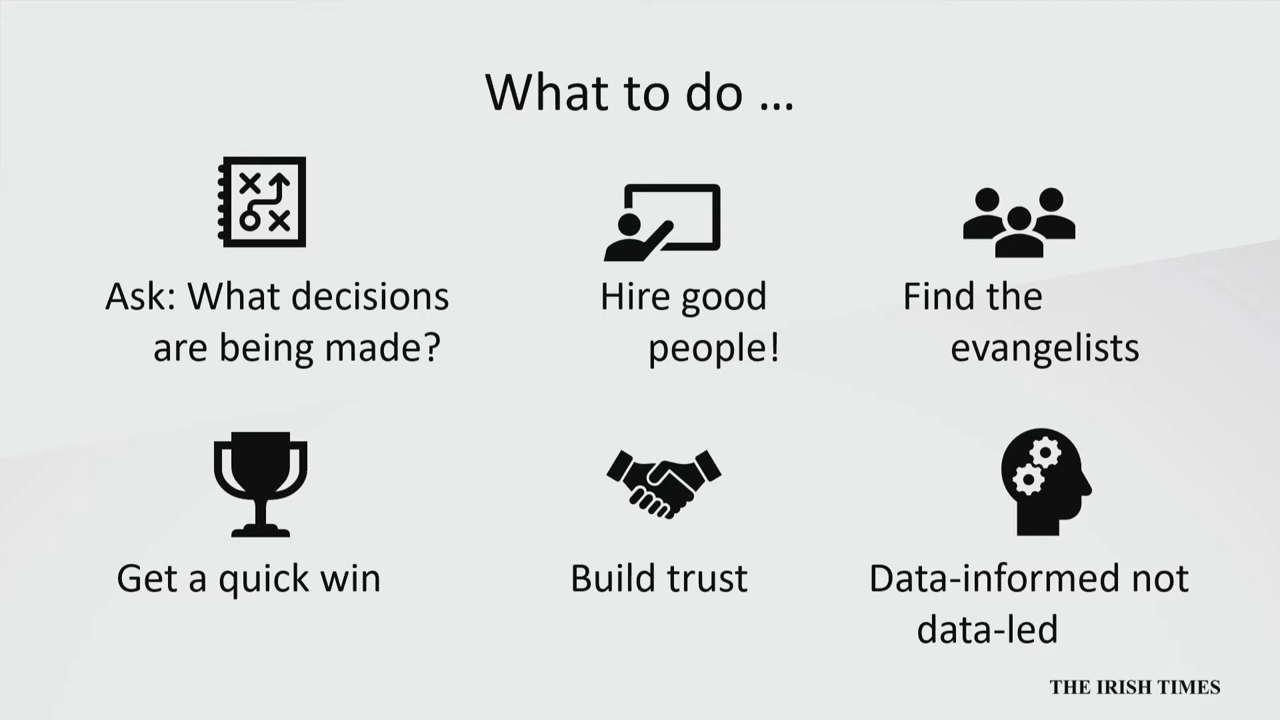 What to do ...
Ask: What decisions
are being made?
Hire good
people!
Find the
evangelists
Get a quick win
Build trust
Data-informed not
data-led
THE IRISH TIMES